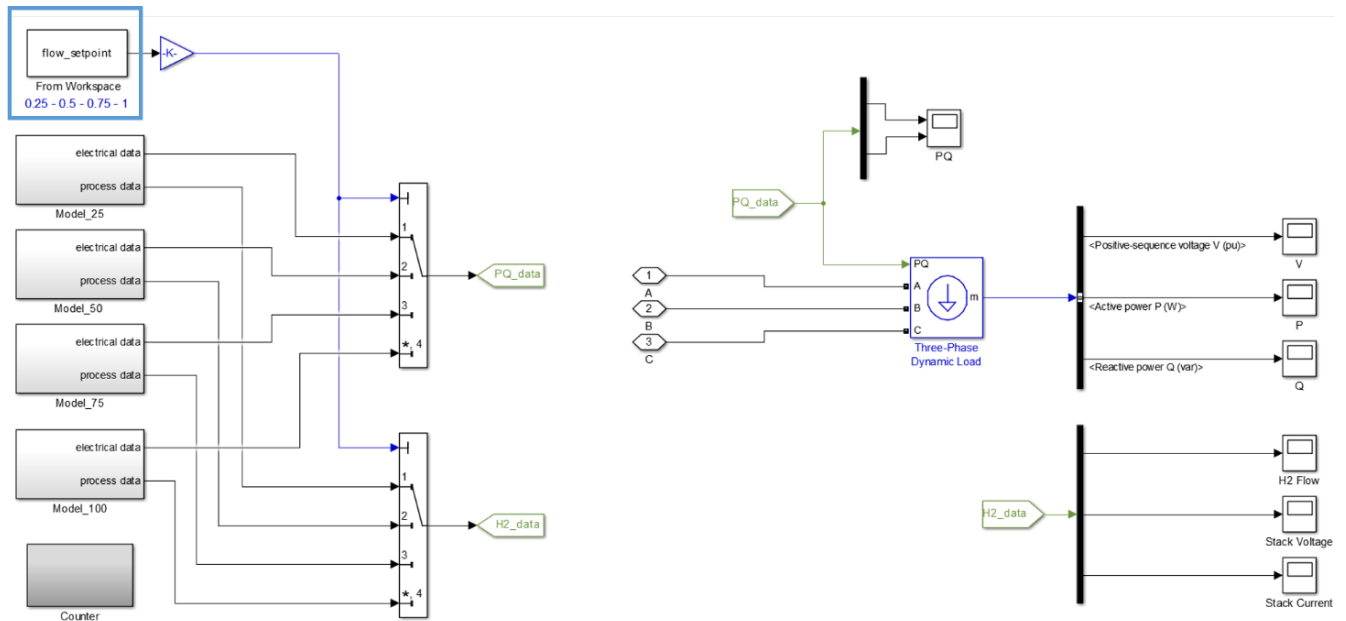 flow_setpoint
-K-
From Workspace
0.25 - 0.5 - 0.75 - 1
electrical data
process data
Model_25
electrical data
process data
Model_50
electrical data
process data
Model_75
electrical data
process data
Model_100
Counter
1
2
3
*, 4
PQ_data
1
2
3
*, 4
H2_data
PQ
PQ_data
1
A
2
B
3
C
PQ
A
B
C
m
Three-Phase
Dynamic Load
<Positive-sequence voltage V (pu)>
V
<Active power P (W)>
P
<Reactive power Q (var)>
Q
H2_data
H2 Flow
Stack Voltage
Stack Current